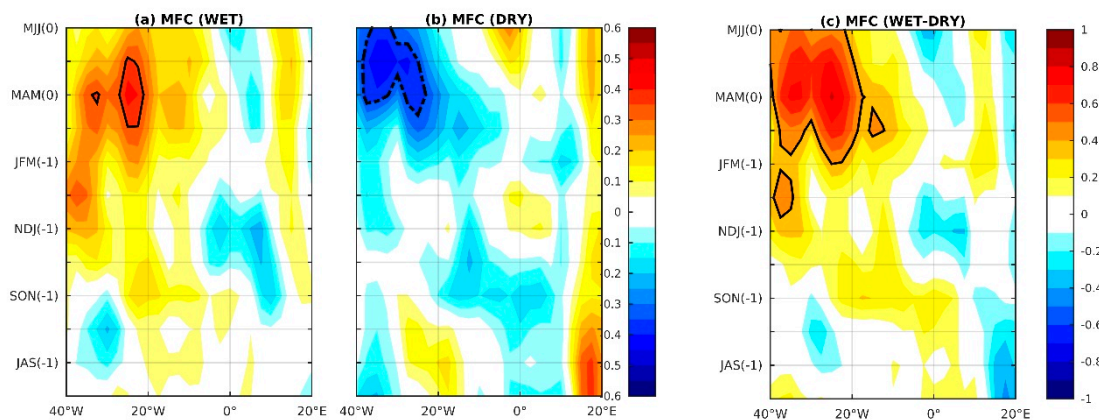 (a) MFC (WET)
(b) MFC (DRY)
(c) MFC (WET-DRY)
MJJ(0)
MAM(0)
JFM(-1)
NDJ(-1)
SON(-1)
JAS(-1)
40°W
20°W
0°
20°E
40°W
20°W
0°
20°E
0.6
0.5
0.4
0.3
0.2
0.1
0
0.1
0.2
0.3
0.4
0.5
0.6
MJJ(0)
MAM(0)
JFM(-1)
NDJ(-1)
SON(-1)
JAS(-1)
40°W
20°W
0°
20°E
1
0.8
0.6
0.4
0.2
0
-0.2
-0.4
-0.6
-0.8
-1